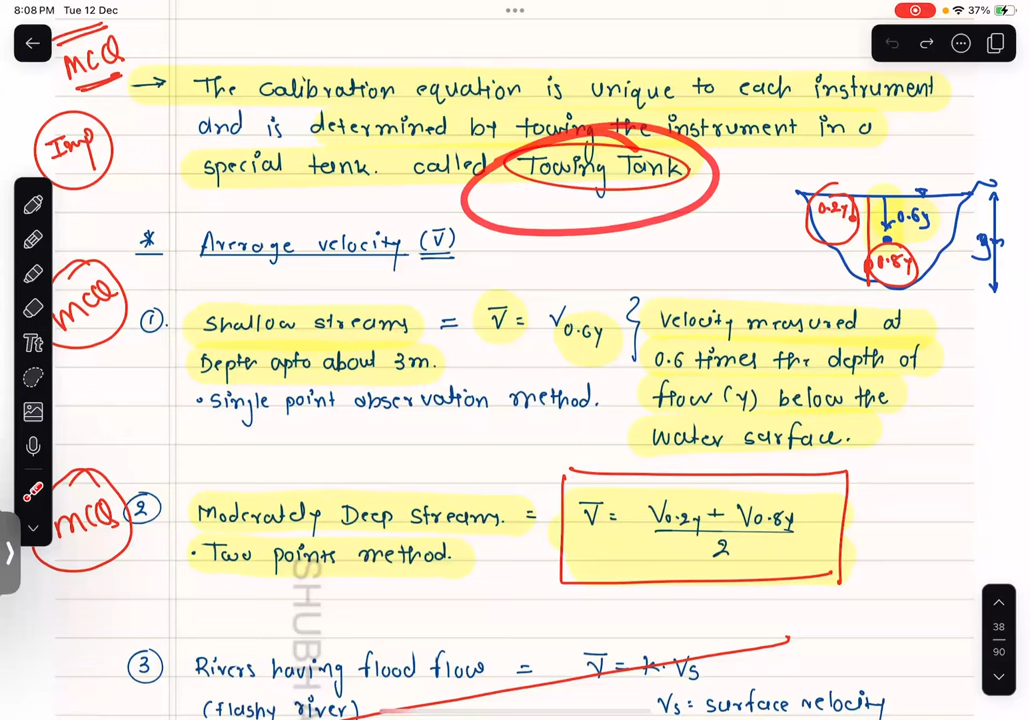 8:08 PM Tue 12 Dec
37%
MCQ
→ The calibration equation is unique to each instrument
and is determined by towing the instrument in a
special tank. called Towing Tank
Imp
0.2y 0.6y
0.8y
y
* Average velocity (V̅)
MCQ
①. Shallow streams = V̅ = V0.6y { Velocity measured at
Depth upto about 3m. 0.6 times the depth of
• Single point observation method. flow (y) below the
water surface.
MCQ
② Moderately Deep streams. = V̅ = V0.2y + V0.8y / 2
• Two points method.
③ Rivers having flood flow = V̅ = k. Vs
(flashy river) Vs = surface velocity
SHUBH
Tt
38
90